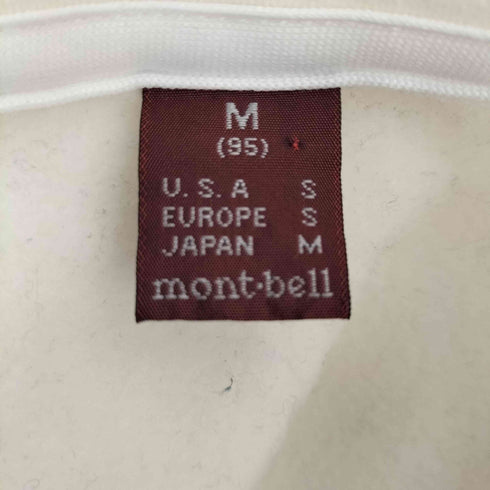 M
(95)
U.S.A S
EUROPE S
JAPAN M
mont-bell